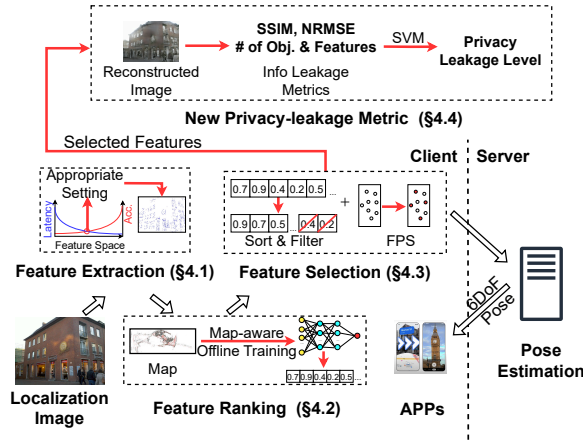 SSIM, NRMSE
# of Obj. & Features
SVM
Privacy
Leakage Level
Reconstructed
Image
Info Leakage
Metrics
New Privacy-leakage Metric (§4.4)
Selected Features
Client
Server
Appropriate
Setting
Latency
Acc.
Feature Space
Feature Extraction (§4.1)
0.7 0.9 0.4 0.2 0.5 ...
+
0.9 0.7 0.5 ... 0.4 0.2
Sort & Filter
FPS
Feature Selection (§4.3)
6DoF
Pose
Map-aware
Offline Training
Map
0.7 0.9 0.4 0.2 0.5 ...
Feature Ranking (§4.2)
Localization
Image
APPs
Pose
Estimation